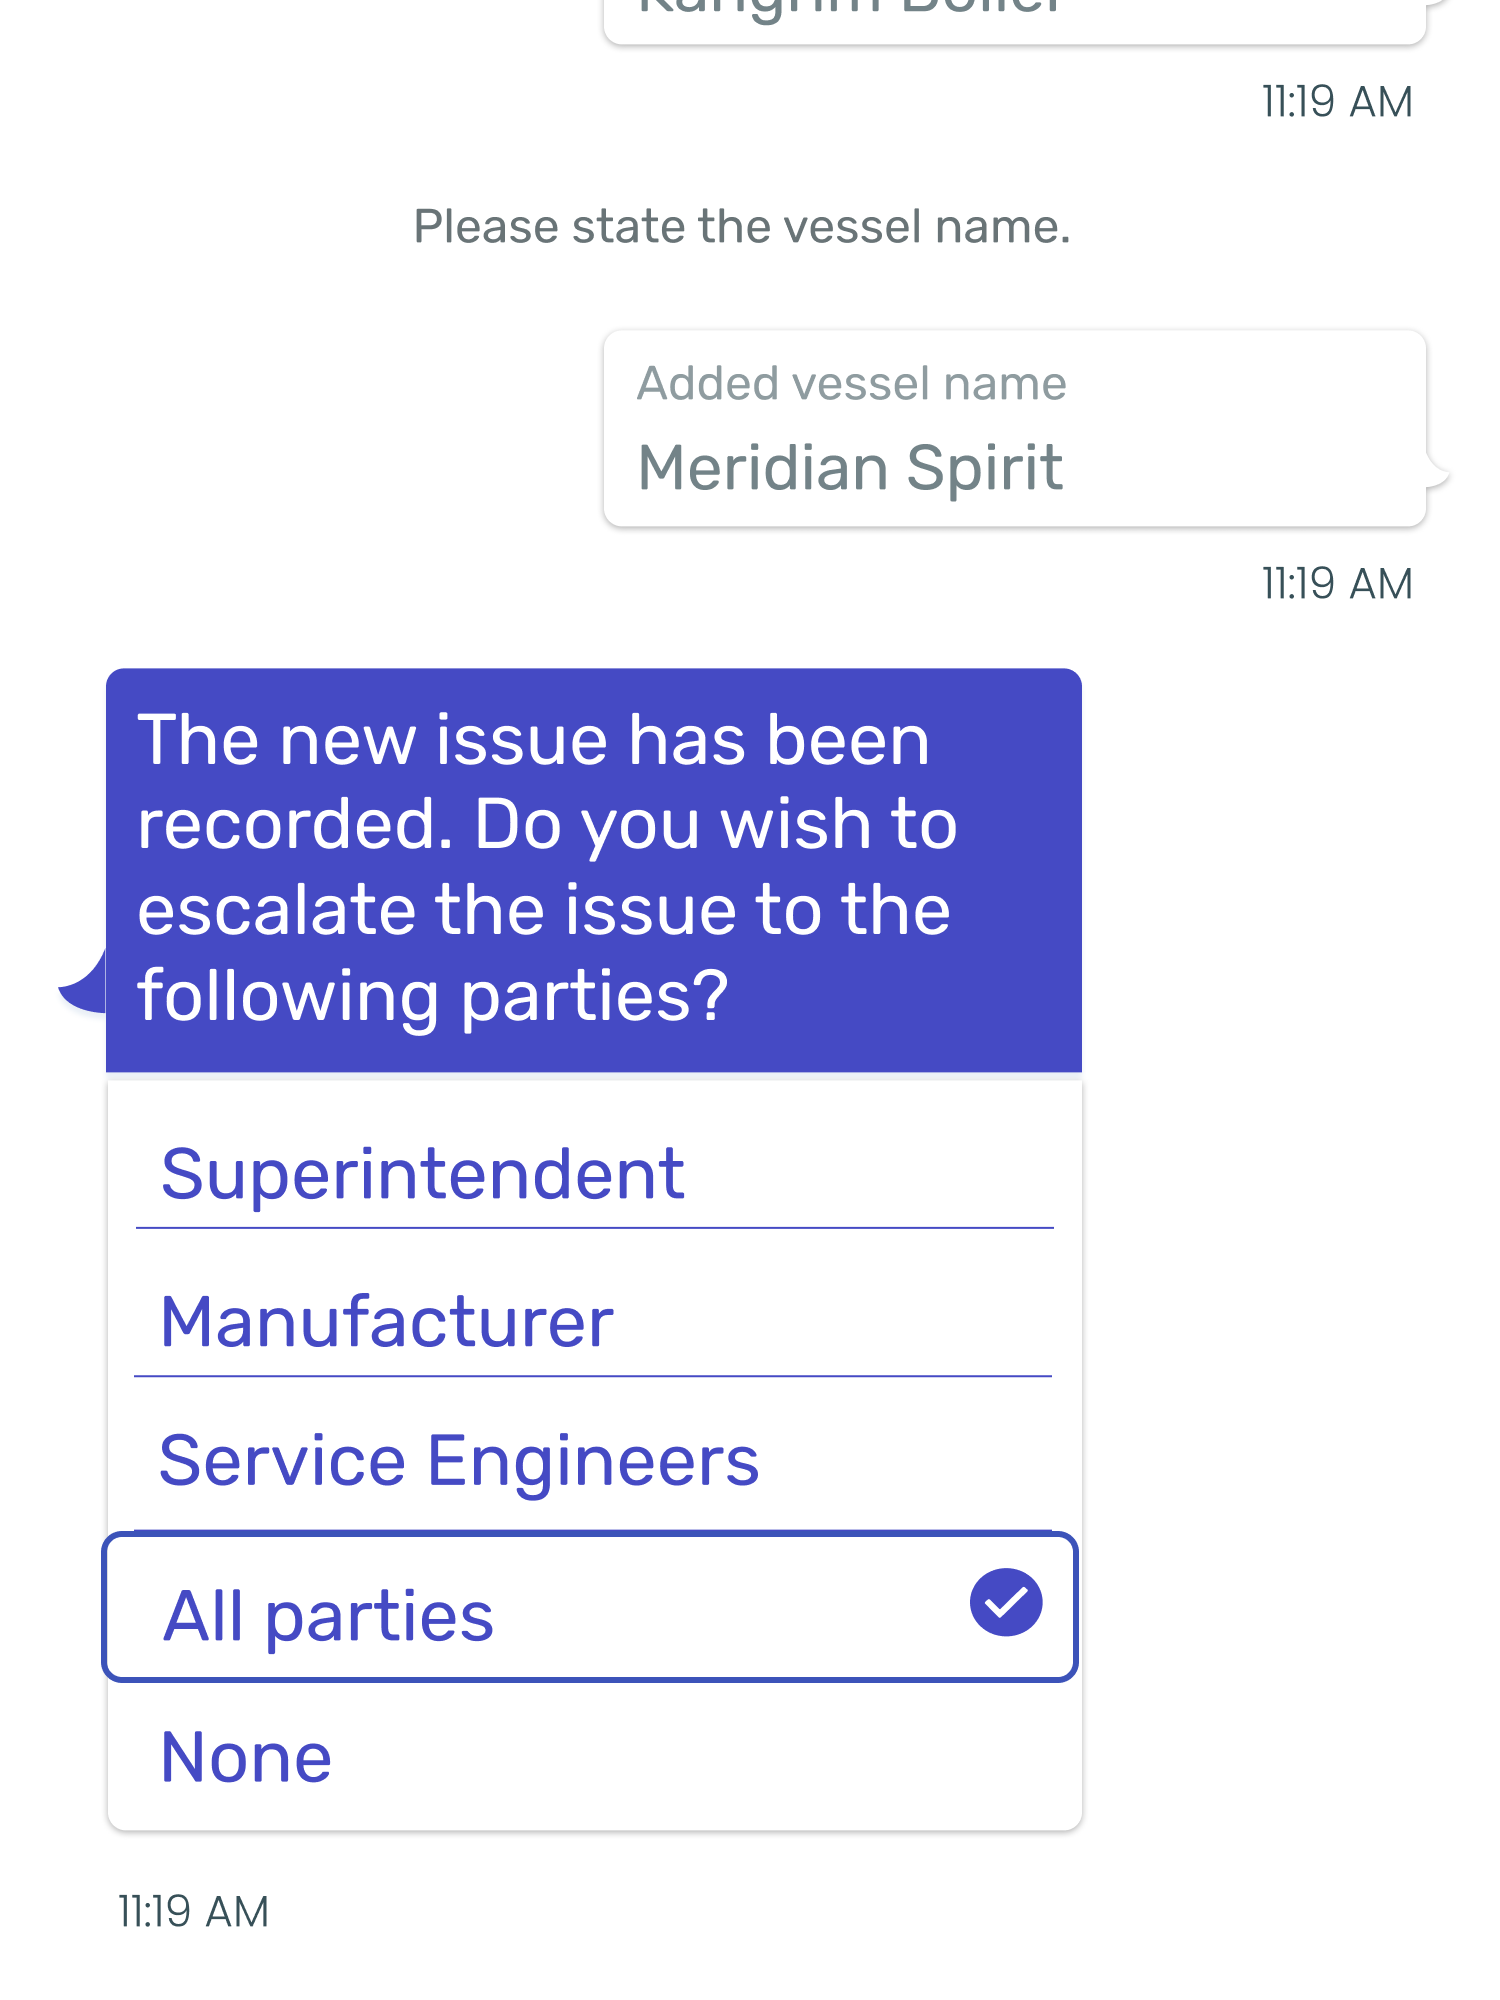 11:19 AM
Please state the vessel name.
Added vessel name
Meridian Spirit
11:19 AM
The new issue has been
recorded. Do you wish to
escalate the issue to the
following parties?
Superintendent
Manufacturer
Service Engineers
All parties
None
11:19 AM